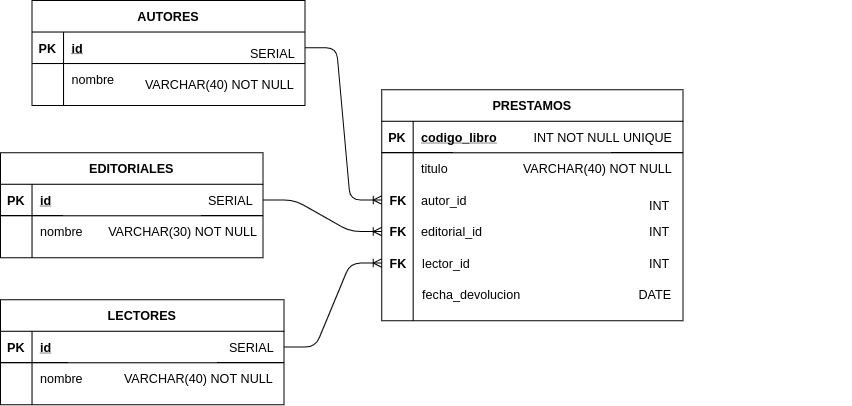 AUTORES
PK id SERIAL
nombre VARCHAR(40) NOT NULL
EDITORIALES
PK id SERIAL
nombre VARCHAR(30) NOT NULL
LECTORES
PK id SERIAL
nombre VARCHAR(40) NOT NULL
PRESTAMOS
PK codigo_libro INT NOT NULL UNIQUE
titulo VARCHAR(40) NOT NULL
FK autor_id INT
FK editorial_id INT
FK lector_id INT
fecha_devolucion DATE